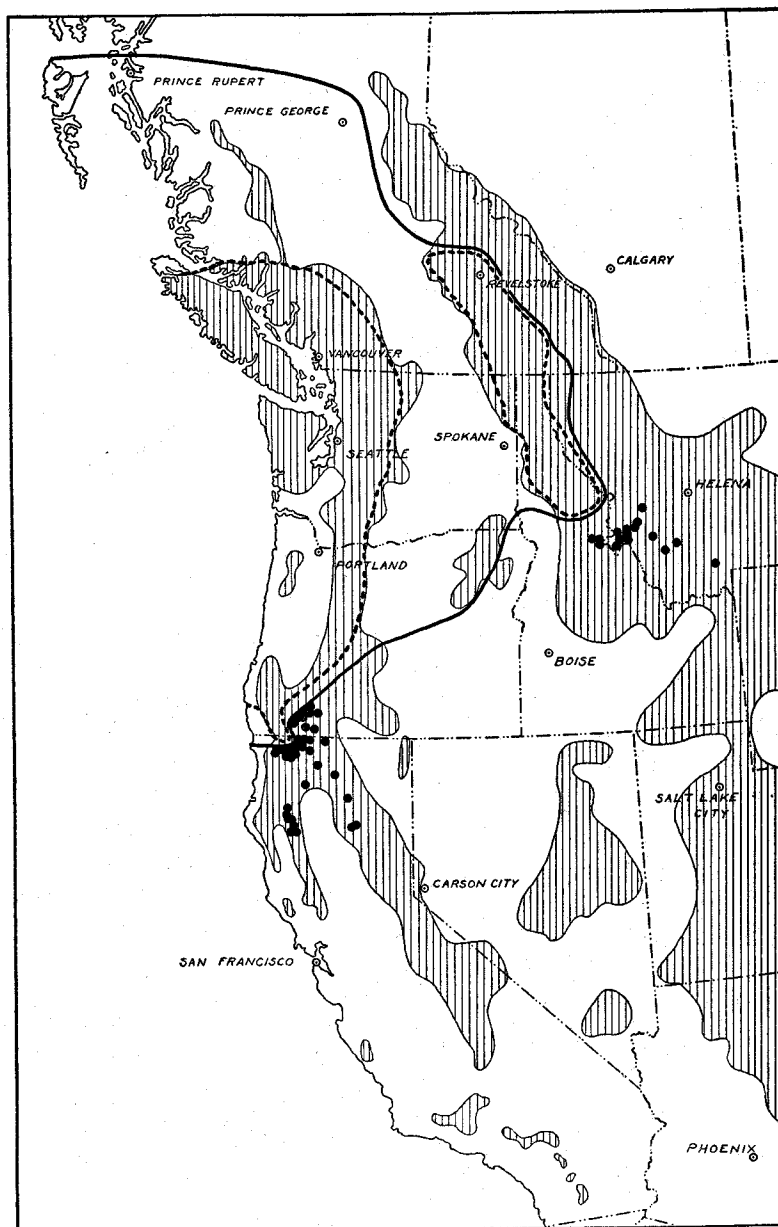 PRINCE RUPERT
PRINCE GEORGE
CALGARY
REVELSTOKE
VANCOUVER
SPOKANE
SEATTLE
HELENA
PORTLAND
BOISE
SALT LAKE
CITY
CARSON CITY
SAN FRANCISCO
PHOENIX